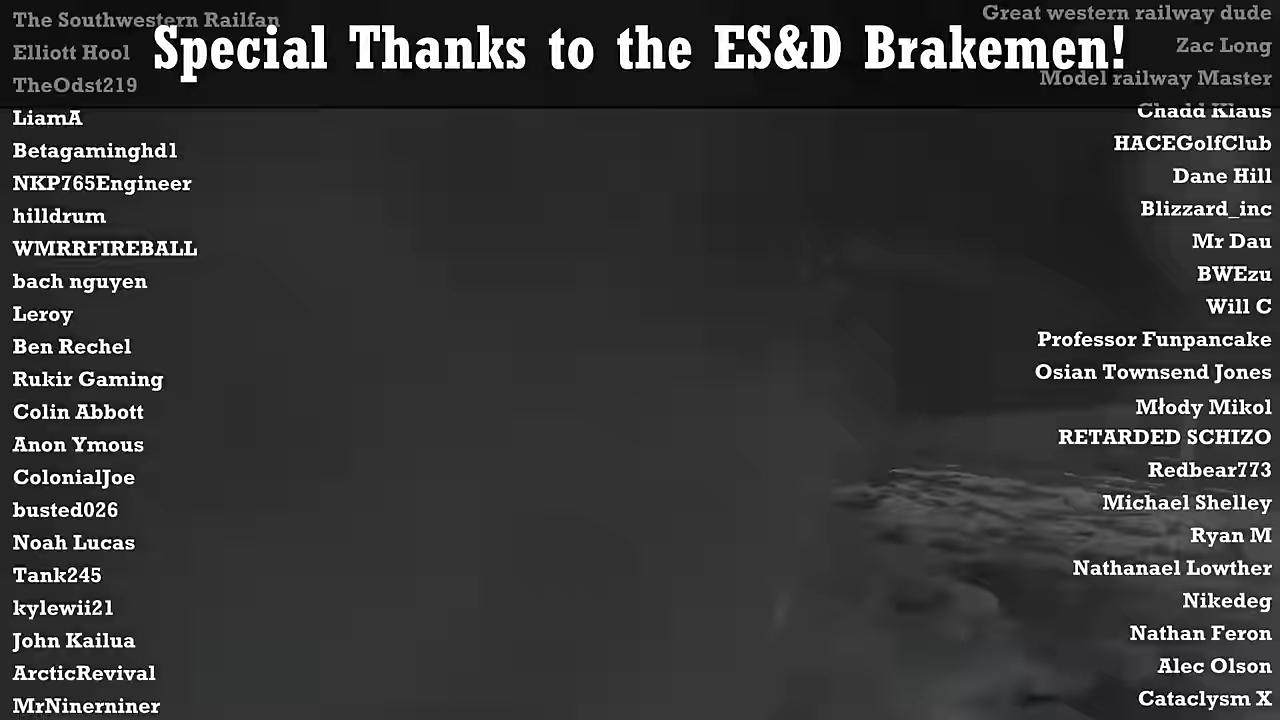 Special Thanks to the ES&D Brakemen!
The Southwestern Railfan
Elliott Hool
TheOdst219
LiamA
Betagaminghd1
NKP765Engineer
hilldrum
WMRRFIREBALL
bach nguyen
Leroy
Ben Rechel
Rukir Gaming
Colin Abbott
Anon Ymous
ColonialJoe
busted026
Noah Lucas
Tank245
kylewii21
John Kailua
ArcticRevival
MrNinerniner
Great western railway dude
Zac Long
Model railway Master
Chadd Klaus
HACEGolfClub
Dane Hill
Blizzard_inc
Mr Dau
BWEzu
Will C
Professor Funpancake
Osian Townsend Jones
Młody Mikol
RETARDED SCHIZO
Redbear773
Michael Shelley
Ryan M
Nathanael Lowther
Nikedeg
Nathan Feron
Alec Olson
Cataclysm X